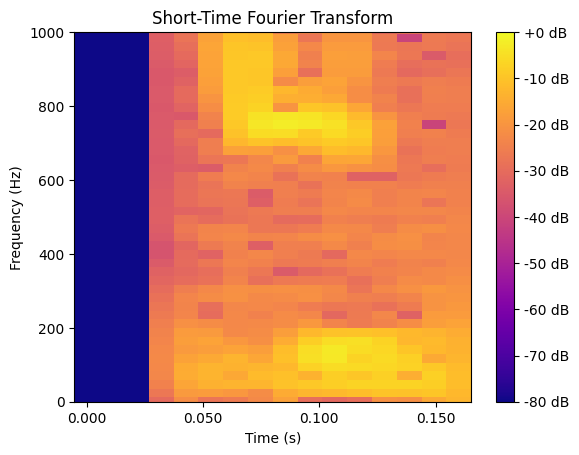 Short-Time Fourier Transform
1000
800
600
400
200
0
Frequency (Hz)
0.000
0.050
0.100
0.150
Time (s)
+0 dB
-10 dB
-20 dB
-30 dB
-40 dB
-50 dB
-60 dB
-70 dB
-80 dB